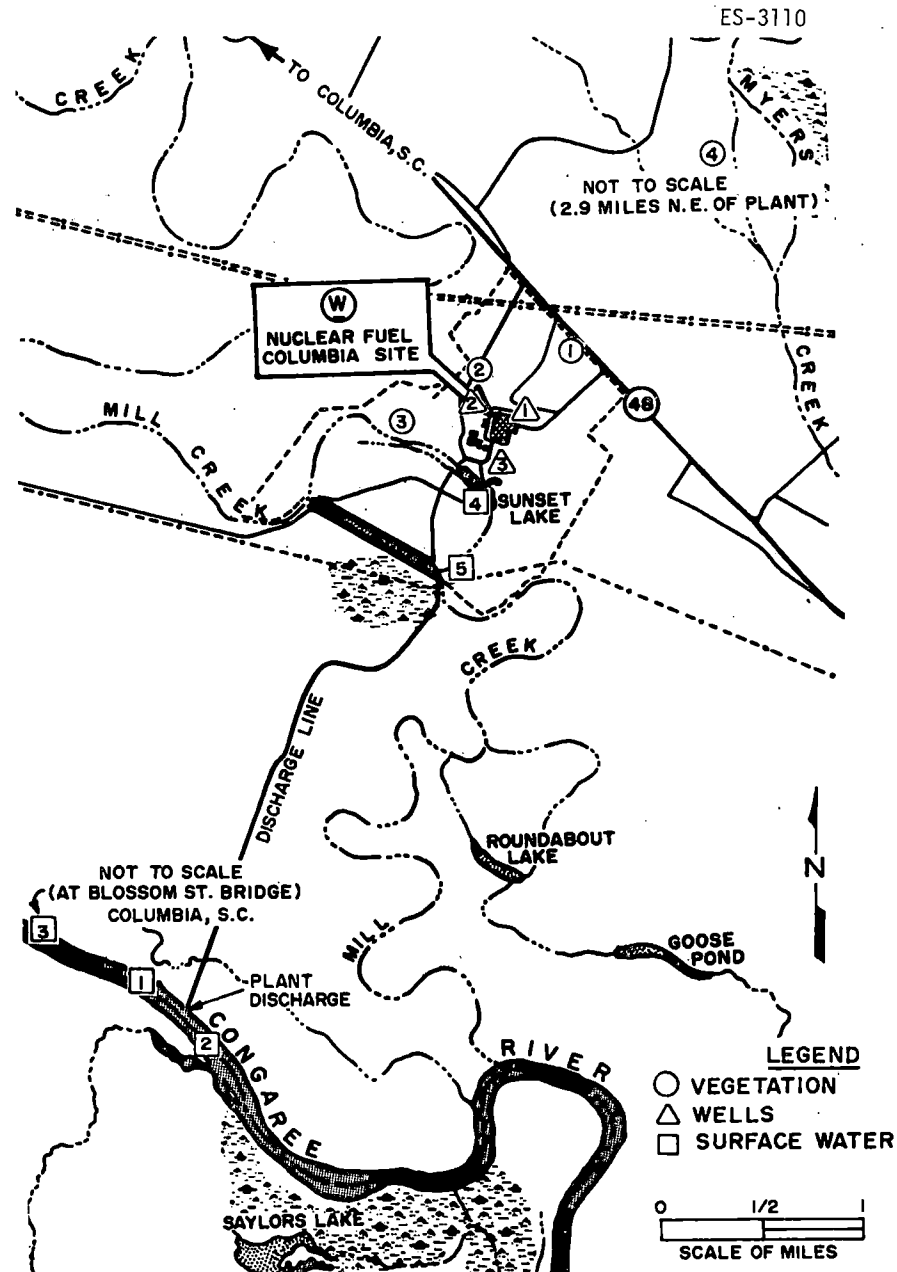 ES-3110
CREEK
TO COLUMBIA, S.C.
MYERS
4
NOT TO SCALE
(2.9 MILES N.E. OF PLANT)
W
NUCLEAR FUEL
COLUMBIA SITE
CREEK
1
2
2
1
48
3
MILL
CREEK
3
4
SUNSET
LAKE
5
CREEK
DISCHARGE LINE
ROUNDABOUT
LAKE
N
NOT TO SCALE
(AT BLOSSOM ST. BRIDGE)
COLUMBIA, S.C.
3
MILL
GOOSE
POND
1
PLANT
DISCHARGE
2
CONGAREE
RIVER
LEGEND
VEGETATION
WELLS
SURFACE WATER
SAYLORS LAKE
0 1/2 1
SCALE OF MILES